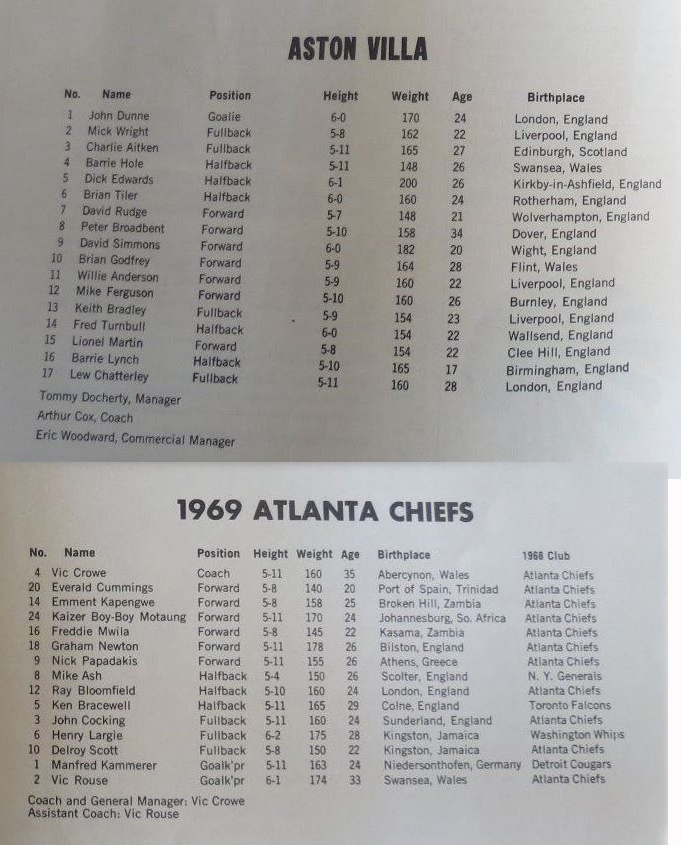 ASTON VILLA
No. Name Position Height Weight Age Birthplace
1 John Dunne Goalie 6-0 170 24 London, England
2 Mick Wright Fullback 5-8 162 22 Liverpool, England
3 Charlie Aitken Fullback 5-11 165 27 Edinburgh, Scotland
4 Barrie Hole Halfback 5-11 148 26 Swansea, Wales
5 Dick Edwards Halfback 6-1 200 26 Kirkby-in-Ashfield, England
6 Brian Tiler Halfback 6-0 160 24 Rotherham, England
7 David Rudge Forward 5-7 148 21 Wolverhampton, England
8 Peter Broadbent Forward 5-10 158 34 Dover, England
9 David Simmons Forward 6-0 182 20 Wight, England
10 Brian Godfrey Forward 5-9 164 28 Flint, Wales
11 Willie Anderson Forward 5-9 160 22 Liverpool, England
12 Mike Ferguson Forward 5-10 160 26 Burnley, England
13 Keith Bradley Fullback 5-9 154 23 Liverpool, England
14 Fred Turnbull Halfback 6-0 154 22 Wallsend, England
15 Lionel Martin Forward 5-8 154 22 Clee Hill, England
16 Barrie Lynch Halfback 5-10 165 17 Birmingham, England
17 Lew Chatterley Fullback 5-11 160 28 London, England
Tommy Docherty, Manager
Arthur Cox, Coach
Eric Woodward, Commercial Manager
1969 ATLANTA CHIEFS
No. Name Position Height Weight Age Birthplace 1968 Club
4 Vic Crowe Coach 5-11 160 35 Abercynon, Wales Atlanta Chiefs
20 Everald Cummings Forward 5-8 140 20 Port of Spain, Trinidad Atlanta Chiefs
14 Emment Kapengwe Forward 5-8 158 25 Broken Hill, Zambia Atlanta Chiefs
24 Kaizer Boy-Boy Motaung Forward 5-11 170 24 Johannesburg, So. Africa Atlanta Chiefs
16 Freddie Mwila Forward 5-8 145 22 Kasama, Zambia Atlanta Chiefs
18 Graham Newton Forward 5-11 178 26 Bilston, England Atlanta Chiefs
9 Nick Papadakis Forward 5-11 155 26 Athens, Greece Atlanta Chiefs
8 Mike Ash Halfback 5-4 150 26 Scolter, England N. Y. Generals
12 Ray Bloomfield Halfback 5-10 160 24 London, England Atlanta Chiefs
5 Ken Bracewell Halfback 5-11 165 29 Colne, England Toronto Falcons
3 John Cocking Fullback 5-11 160 24 Sunderland, England Atlanta Chiefs
6 Henry Largie Fullback 6-2 175 28 Kingston, Jamaica Washington Whips
10 Delroy Scott Fullback 5-8 150 22 Kingston, Jamaica Atlanta Chiefs
1 Manfred Kammerer Goalk'pr 5-11 163 24 Niedersonthofen, Germany Detroit Cougars
2 Vic Rouse Goalk'pr 6-1 174 33 Swansea, Wales Atlanta Chiefs
Coach and General Manager: Vic Crowe
Assistant Coach: Vic Rouse